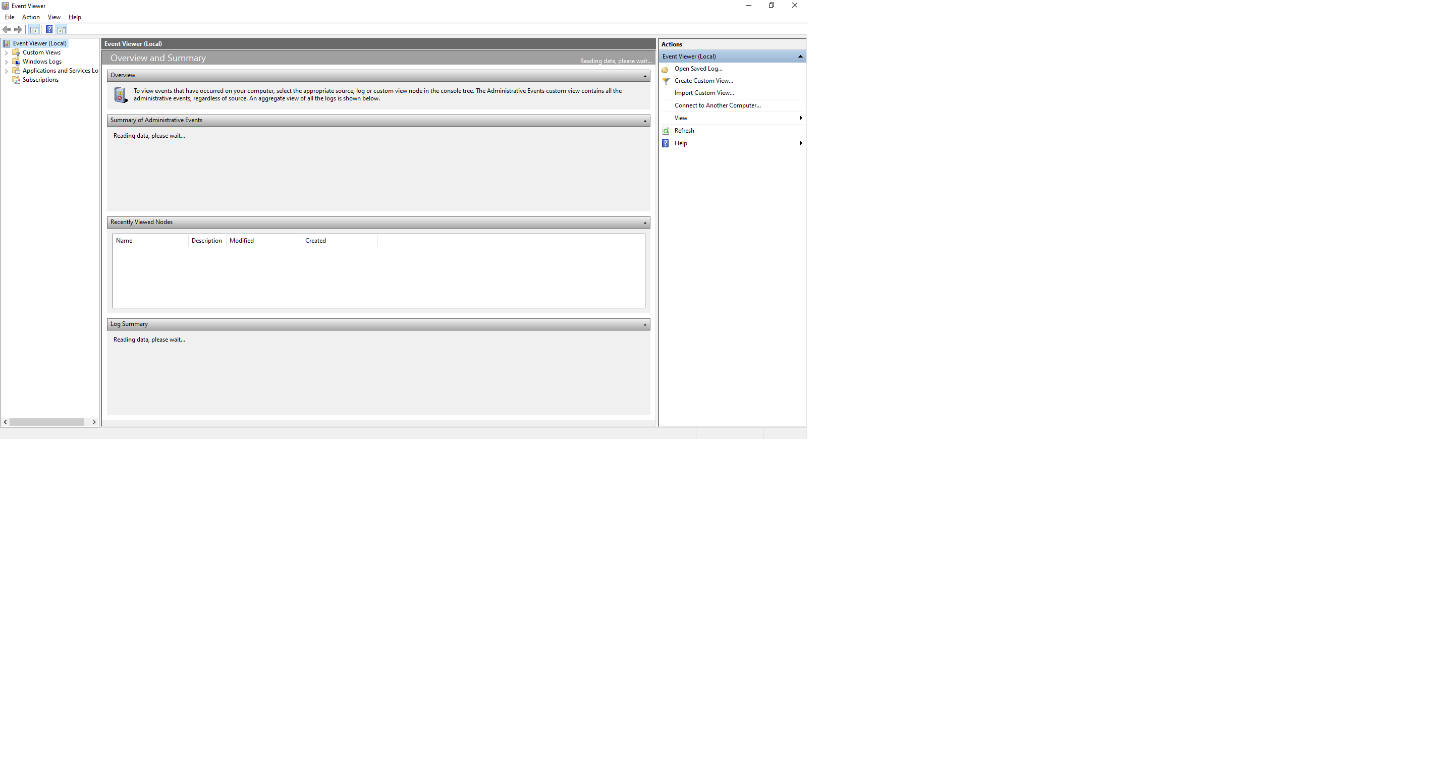 Event Viewer
File Action View Help
Event Viewer (Local)
Custom Views
Windows Logs
Applications and Services Lo
Subscriptions
Event Viewer (Local)
Overview and Summary
Reading data, please wait...
Overview
To view events that have occurred on your computer, select the appropriate source, log or custom view node in the console tree. The Administrative Events custom view contains all the
administrative events, regardless of source. An aggregate view of all the logs is shown below.
Summary of Administrative Events
Reading data, please wait...
Recently Viewed Nodes
Name Description Modified Created
Log Summary
Reading data, please wait...
Actions
Event Viewer (Local)
Open Saved Log...
Create Custom View...
Import Custom View...
Connect to Another Computer...
View
Refresh
Help